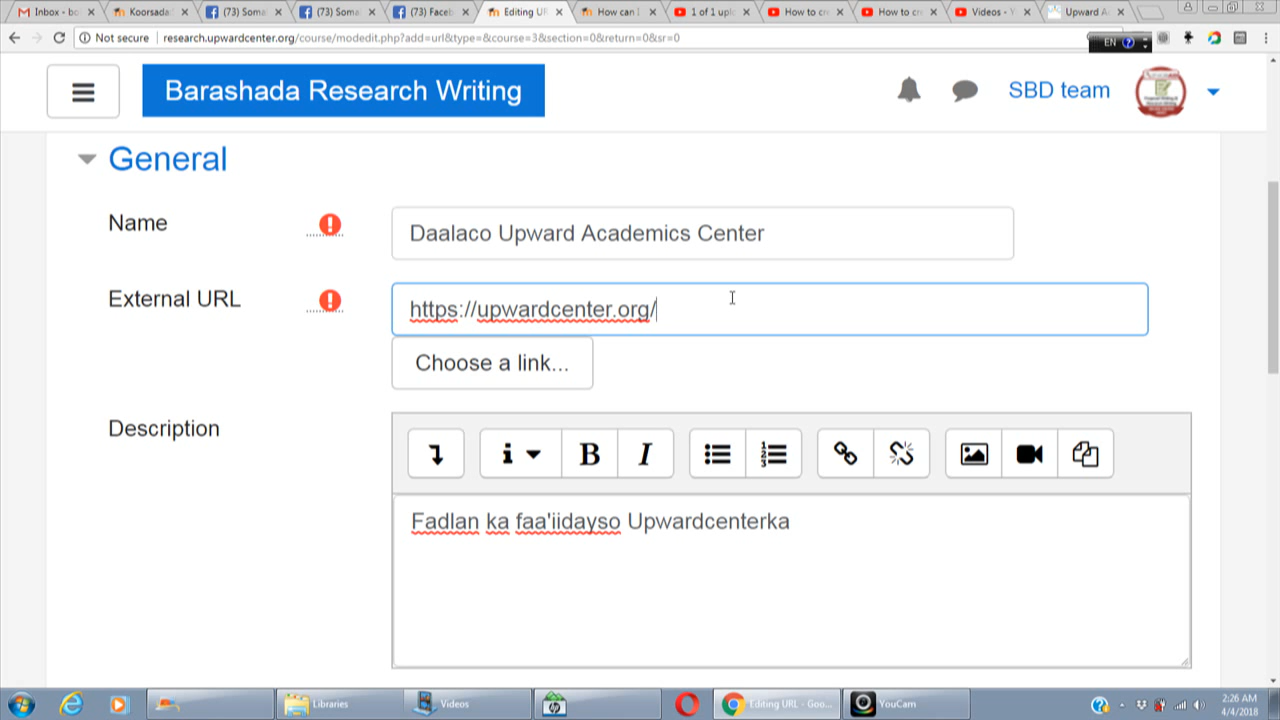 Inbox - bo
Koorsada
(73) Soma
(73) Soma
(73) Faceb
Editing UR
How can I
1 of 1 uplo
How to cre
How to cre
Videos - Y
Upward A
Not secure | research.upwardcenter.org/course/modedit.php?add=url&type=&course=3&section=0&return=0&sr=0
EN
Barashada Research Writing
SBD team
General
Name
Daalaco Upward Academics Center
External URL
https://upwardcenter.org/
Choose a link...
Description
B I
Fadlan ka faa'iidayso Upwardcenterka
Libraries
Videos
Editing URL - Goo...
YouCam
2:26 AM
4/4/2018